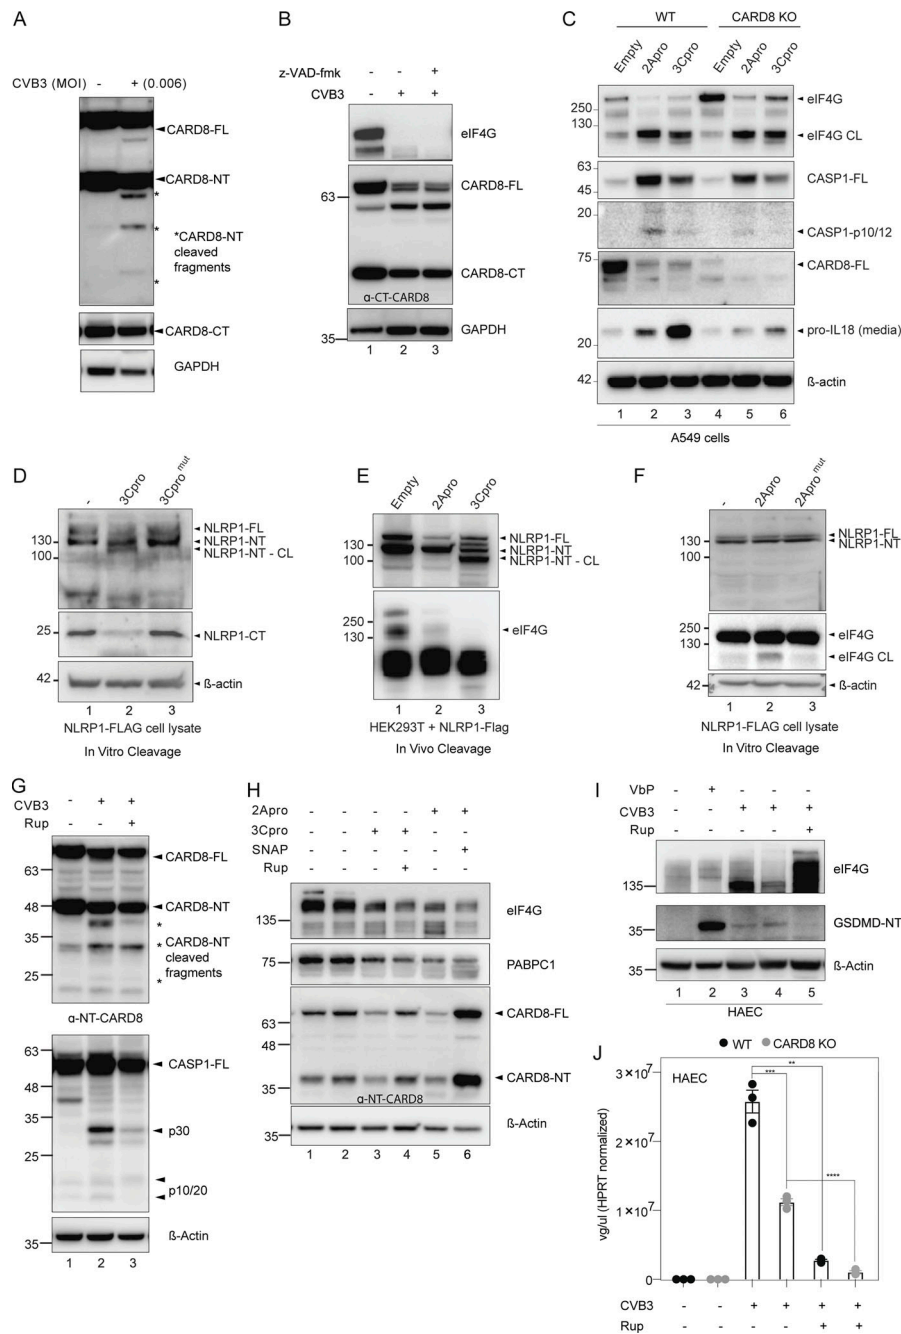 A
CVB3 (MOI) - + (0.006)
CARD8-FL
CARD8-NT
*
*
*CARD8-NT
cleaved
fragments
*
CARD8-CT
GAPDH
B
z-VAD-fmk - - +
CVB3 - + +
eIF4G
CARD8-FL
63
CARD8-CT
α-CT-CARD8
GAPDH
35
1 2 3
C
WT CARD8 KO
Empty 2Apro 3Cpro Empty 2Apro 3Cpro
eIF4G
250
130
eIF4G CL
63
CASP1-FL
45
20
CASP1-p10/12
75
CARD8-FL
pro-IL18 (media)
20
42
ß-actin
1 2 3 4 5 6
A549 cells
D
- 3Cpro 3Cpro mut
NLRP1-FL
130 NLRP1-NT
100 NLRP1-NT - CL
25 NLRP1-CT
42 ß-actin
1 2 3
NLRP1-FLAG cell lysate
In Vitro Cleavage
E
Empty 2Apro 3Cpro
NLRP1-FL
130 NLRP1-NT
100 NLRP1-NT - CL
250
130 eIF4G
1 2 3
HEK293T + NLRP1-Flag
In Vivo Cleavage
F
- 2Apro 2Apro mut
NLRP1-FL
130 NLRP1-NT
100
250 eIF4G
130
eIF4G CL
42 ß-actin
1 2 3
NLRP1-FLAG cell lysate
In Vitro Cleavage
G
CVB3 - + +
Rup - - +
CARD8-FL
63
48 CARD8-NT
*
35
* CARD8-NT
cleaved
fragments
25
*
α-NT-CARD8
63
CASP1-FL
48
35
p30
25
p10/20
ß-Actin
35
1 2 3
H
2Apro - - - - + +
3Cpro - - + + - -
SNAP - - - - - +
Rup - - - + - -
eIF4G
135
75 PABPC1
CARD8-FL
63
48
CARD8-NT
35
α-NT-CARD8
ß-Actin
35
1 2 3 4 5 6
I
VbP - + - - -
CVB3 - - + + +
Rup - - - - +
eIF4G
135
GSDMD-NT
35 ß-Actin
1 2 3 4 5
HAEC
J
WT CARD8 KO
HAEC
vg/ul (HPRT normalized)
3×10⁷
2×10⁷
1×10⁷
0
**
***
****
CVB3 - - + + + +
Rup - - - - + +